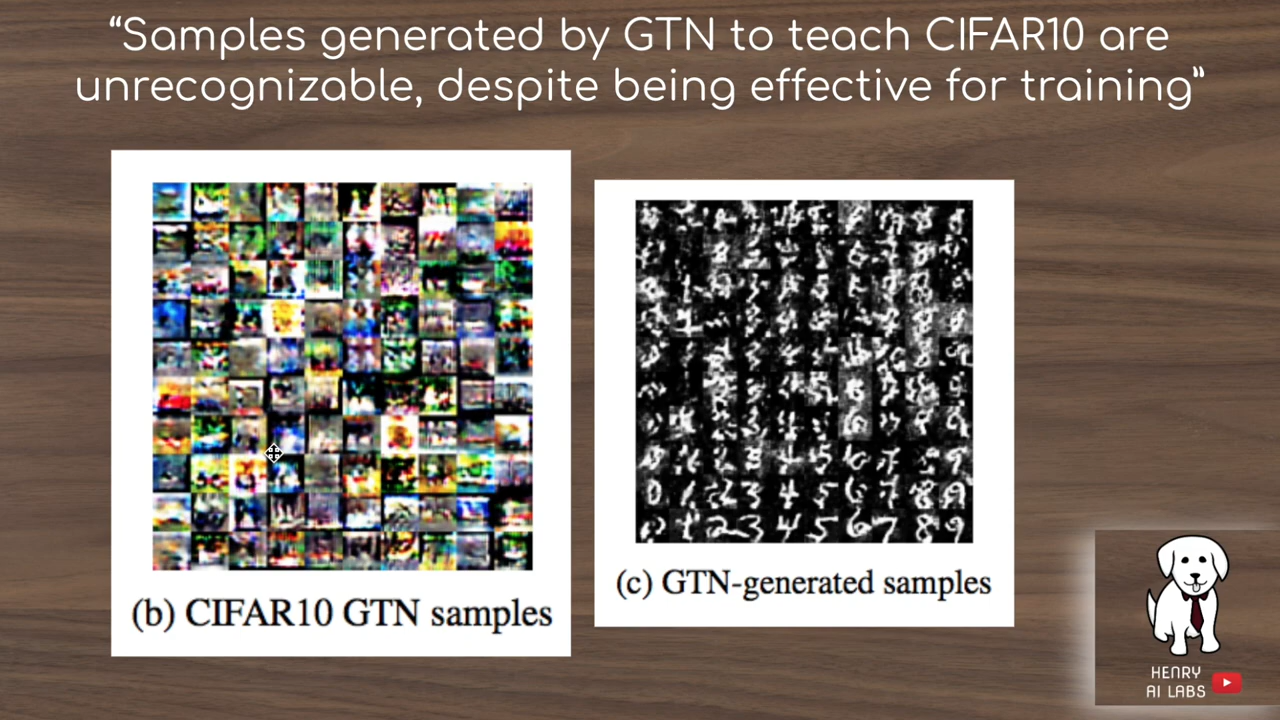 “Samples generated by GTN to teach CIFAR10 are
unrecognizable, despite being effective for training”
(b) CIFAR10 GTN samples
(c) GTN-generated samples
HENRY
AI LABS